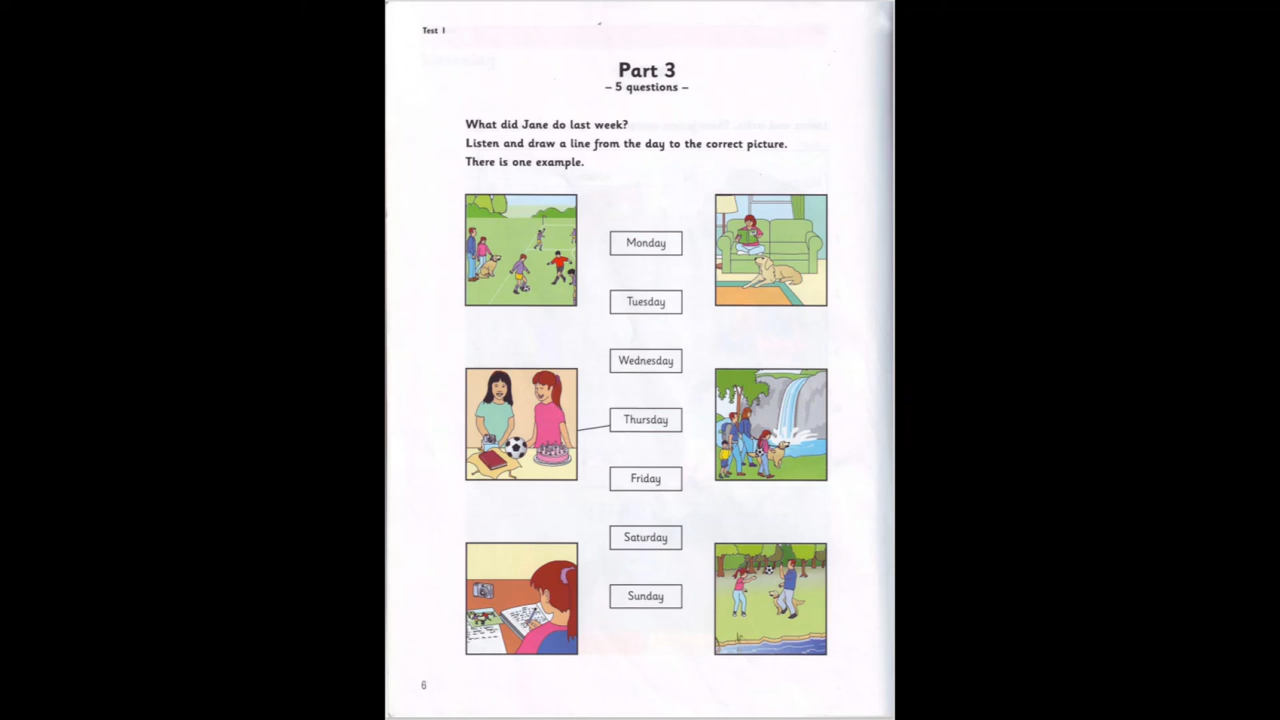 Test 1
Part 3
– 5 questions –
What did Jane do last week?
Listen and draw a line from the day to the correct picture.
There is one example.
Monday
Tuesday
Wednesday
Thursday
Friday
Saturday
Sunday
6